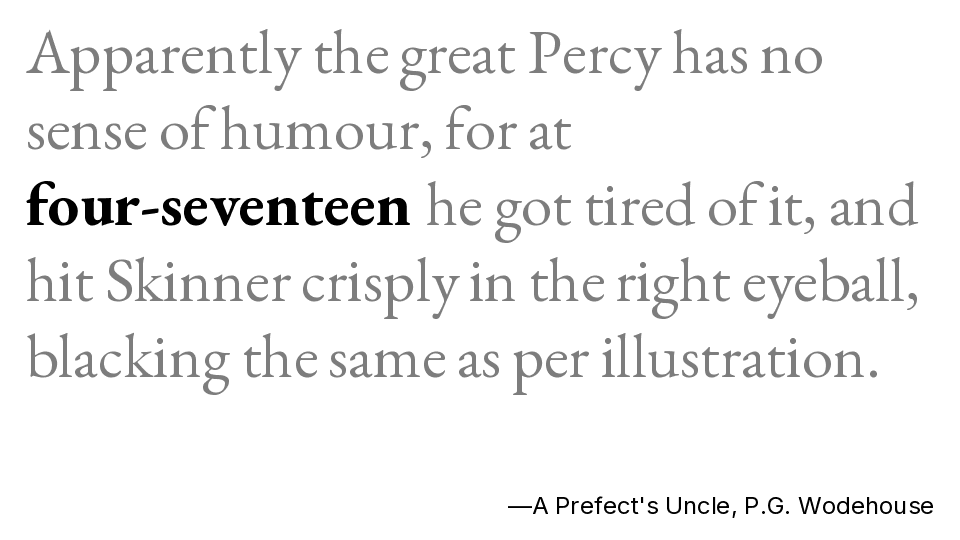 Apparently the great Percy has no
sense of humour, for at
four-seventeen he got tired of it, and
hit Skinner crisply in the right eyeball,
blacking the same as per illustration.
—A Prefect's Uncle, P.G. Wodehouse